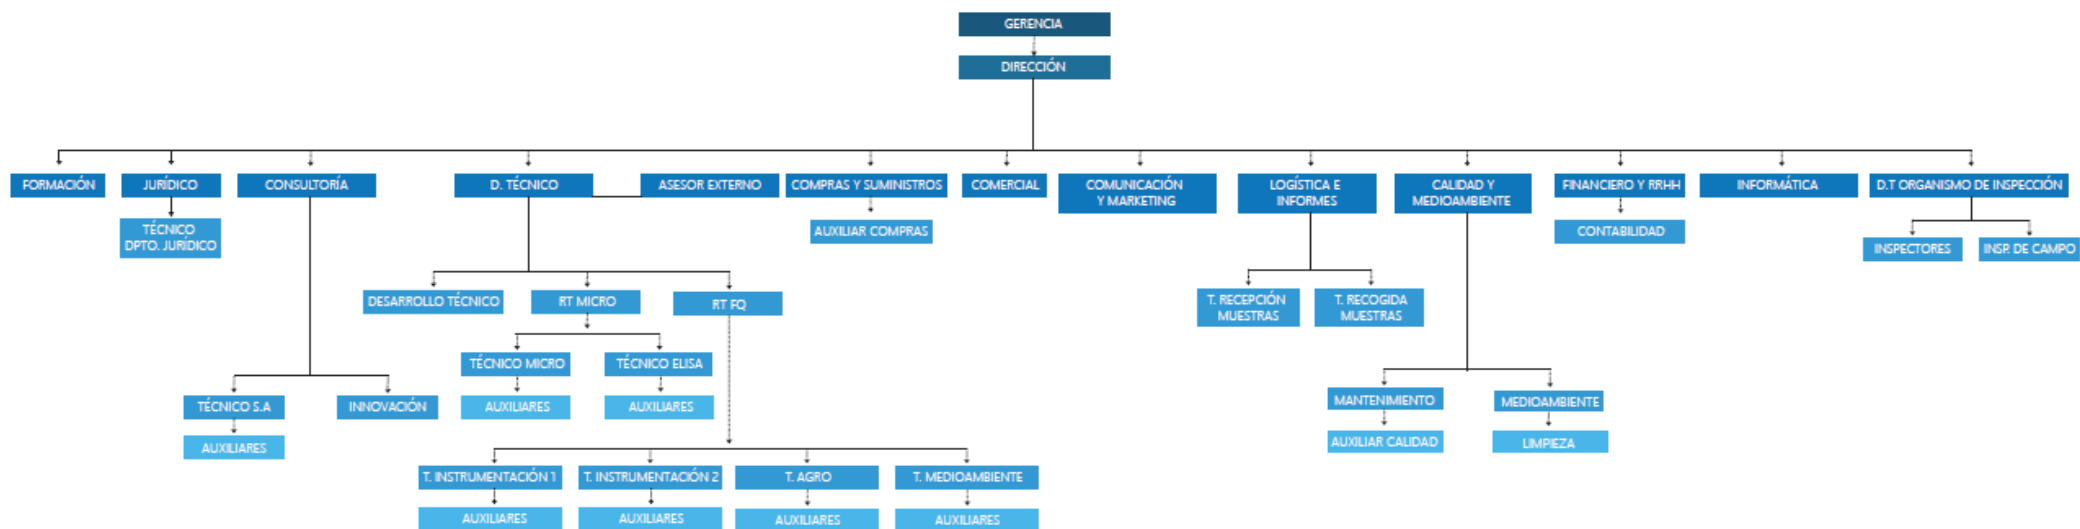 GERENCIA
DIRECCIÓN
FORMACIÓN
JURÍDICO
CONSULTORÍA
D. TÉCNICO
ASESOR EXTERNO
COMPRAS Y SUMINISTROS
COMERCIAL
COMUNICACIÓN
Y MARKETING
LOGÍSTICA E
INFORMES
CALIDAD Y
MEDIOAMBIENTE
FINANCIERO Y RRHH
INFORMÁTICA
D.T ORGANISMO DE INSPECCIÓN
TÉCNICO
DPTO. JURÍDICO
AUXILIAR COMPRAS
CONTABILIDAD
INSPECTORES
INSP. DE CAMPO
DESARROLLO TÉCNICO
RT MICRO
RT FQ
T. RECEPCIÓN
MUESTRAS
T. RECOGIDA
MUESTRAS
TÉCNICO MICRO
TÉCNICO ELISA
AUXILIARES
AUXILIARES
TÉCNICO S.A
INNOVACIÓN
MANTENIMIENTO
MEDIOAMBIENTE
AUXILIARES
AUXILIAR CALIDAD
LIMPIEZA
T. INSTRUMENTACIÓN 1
T. INSTRUMENTACIÓN 2
T. AGRO
T. MEDIOAMBIENTE
AUXILIARES
AUXILIARES
AUXILIARES
AUXILIARES